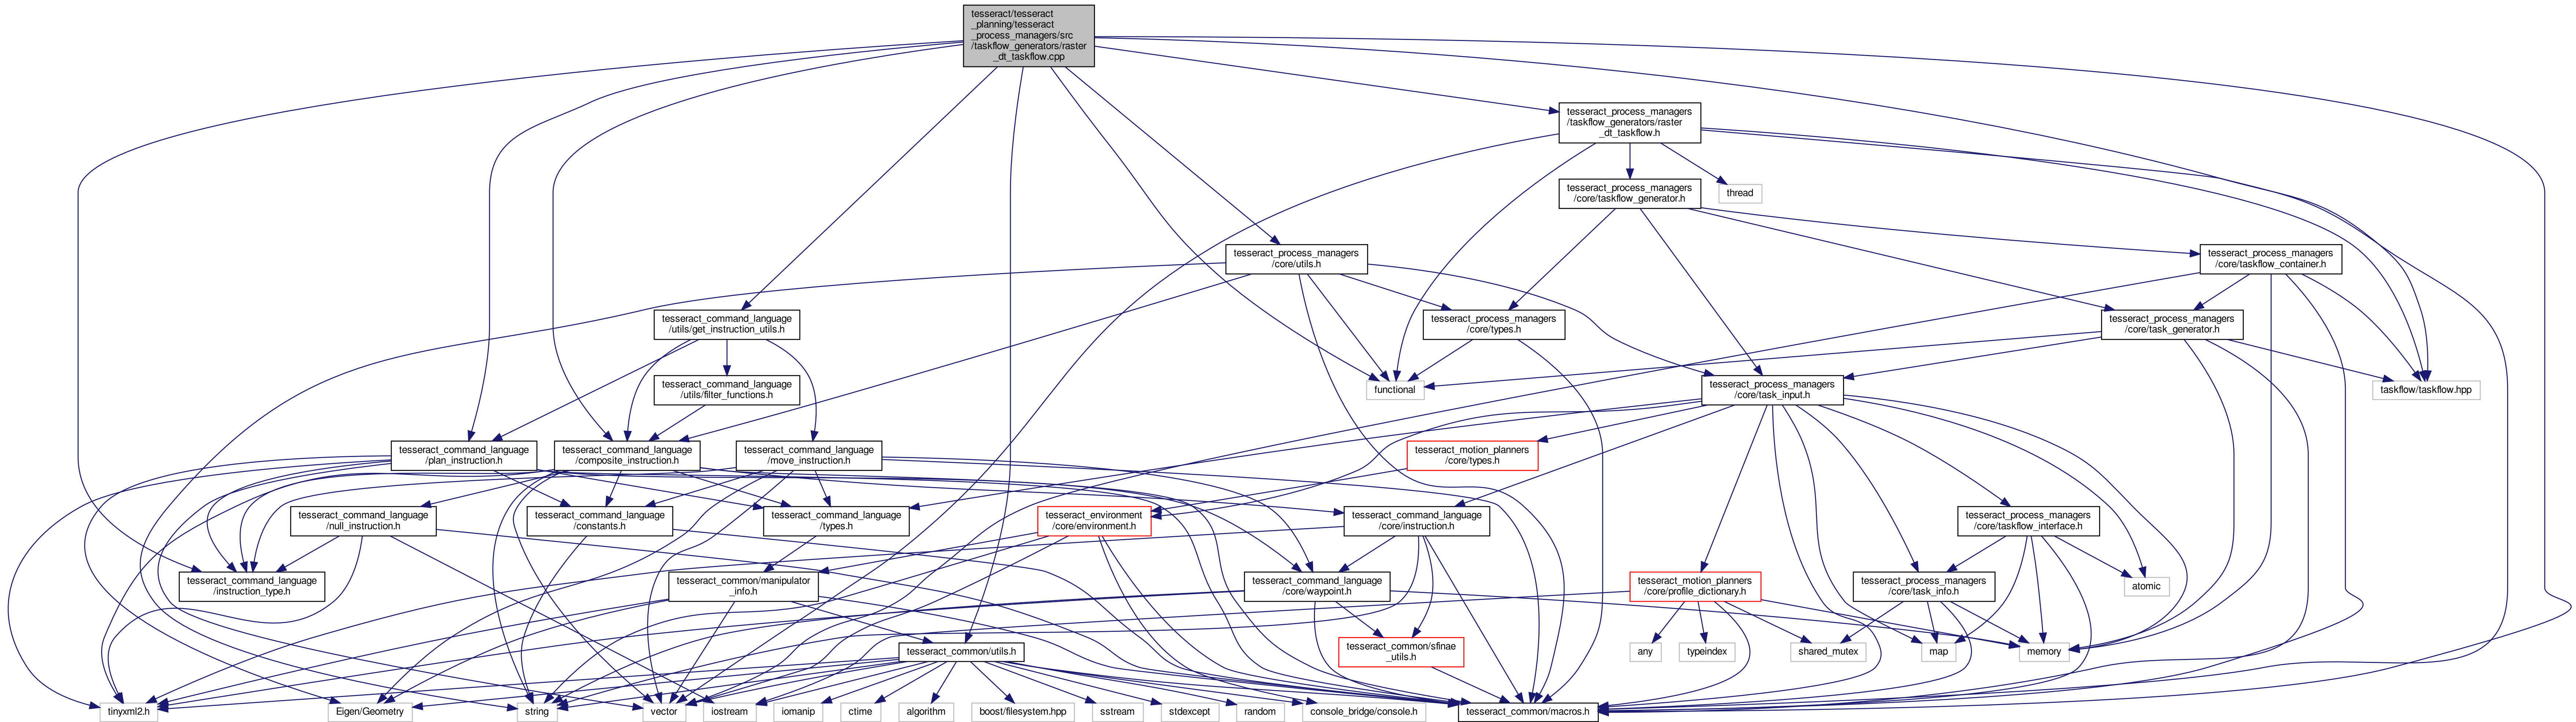 tesseract/tesseract
_planning/tesseract
_process_managers/src
/taskflow_generators/raster
_dt_taskflow.cpp
tesseract_process_managers
/taskflow_generators/raster
_dt_taskflow.h
tesseract_process_managers
/core/taskflow_generator.h
thread
tesseract_process_managers
/core/utils.h
tesseract_process_managers
/core/taskflow_container.h
tesseract_command_language
/utils/get_instruction_utils.h
tesseract_process_managers
/core/types.h
tesseract_process_managers
/core/task_generator.h
tesseract_command_language
/utils/filter_functions.h
functional
tesseract_process_managers
/core/task_input.h
taskflow/taskflow.hpp
tesseract_command_language
/plan_instruction.h
tesseract_command_language
/composite_instruction.h
tesseract_command_language
/move_instruction.h
tesseract_motion_planners
/core/types.h
tesseract_command_language
/null_instruction.h
tesseract_command_language
/constants.h
tesseract_command_language
/types.h
tesseract_environment
/core/environment.h
tesseract_command_language
/core/instruction.h
tesseract_process_managers
/core/taskflow_interface.h
tesseract_command_language
/instruction_type.h
tesseract_common/manipulator
_info.h
tesseract_command_language
/core/waypoint.h
tesseract_motion_planners
/core/profile_dictionary.h
tesseract_process_managers
/core/task_info.h
atomic
tesseract_common/utils.h
tesseract_common/sfinae
_utils.h
any
typeindex
shared_mutex
map
memory
tinyxml2.h
Eigen/Geometry
string
vector
iostream
iomanip
ctime
algorithm
boost/filesystem.hpp
sstream
stdexcept
random
console_bridge/console.h
tesseract_common/macros.h